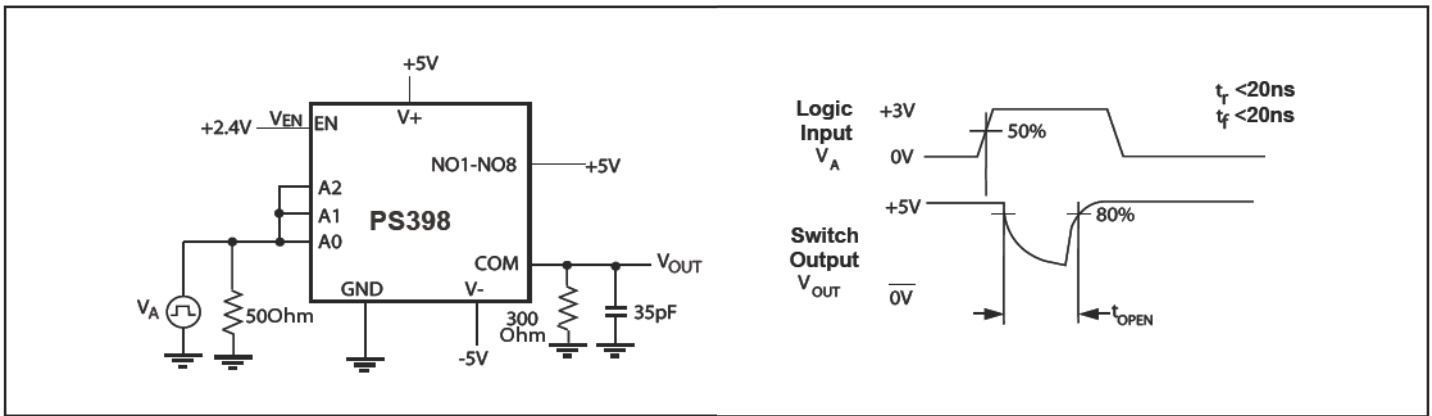 +5V
V+
+2.4V VEN EN
NO1-NO8 +5V
A2
A1
A0
PS398
COM VOUT
GND V-
VA
50Ohm
300
Ohm
35pF
-5V
Logic
Input
VA
+3V
0V
50%
tr <20ns
tf <20ns
+5V
80%
Switch
Output
VOUT
0V
tOPEN